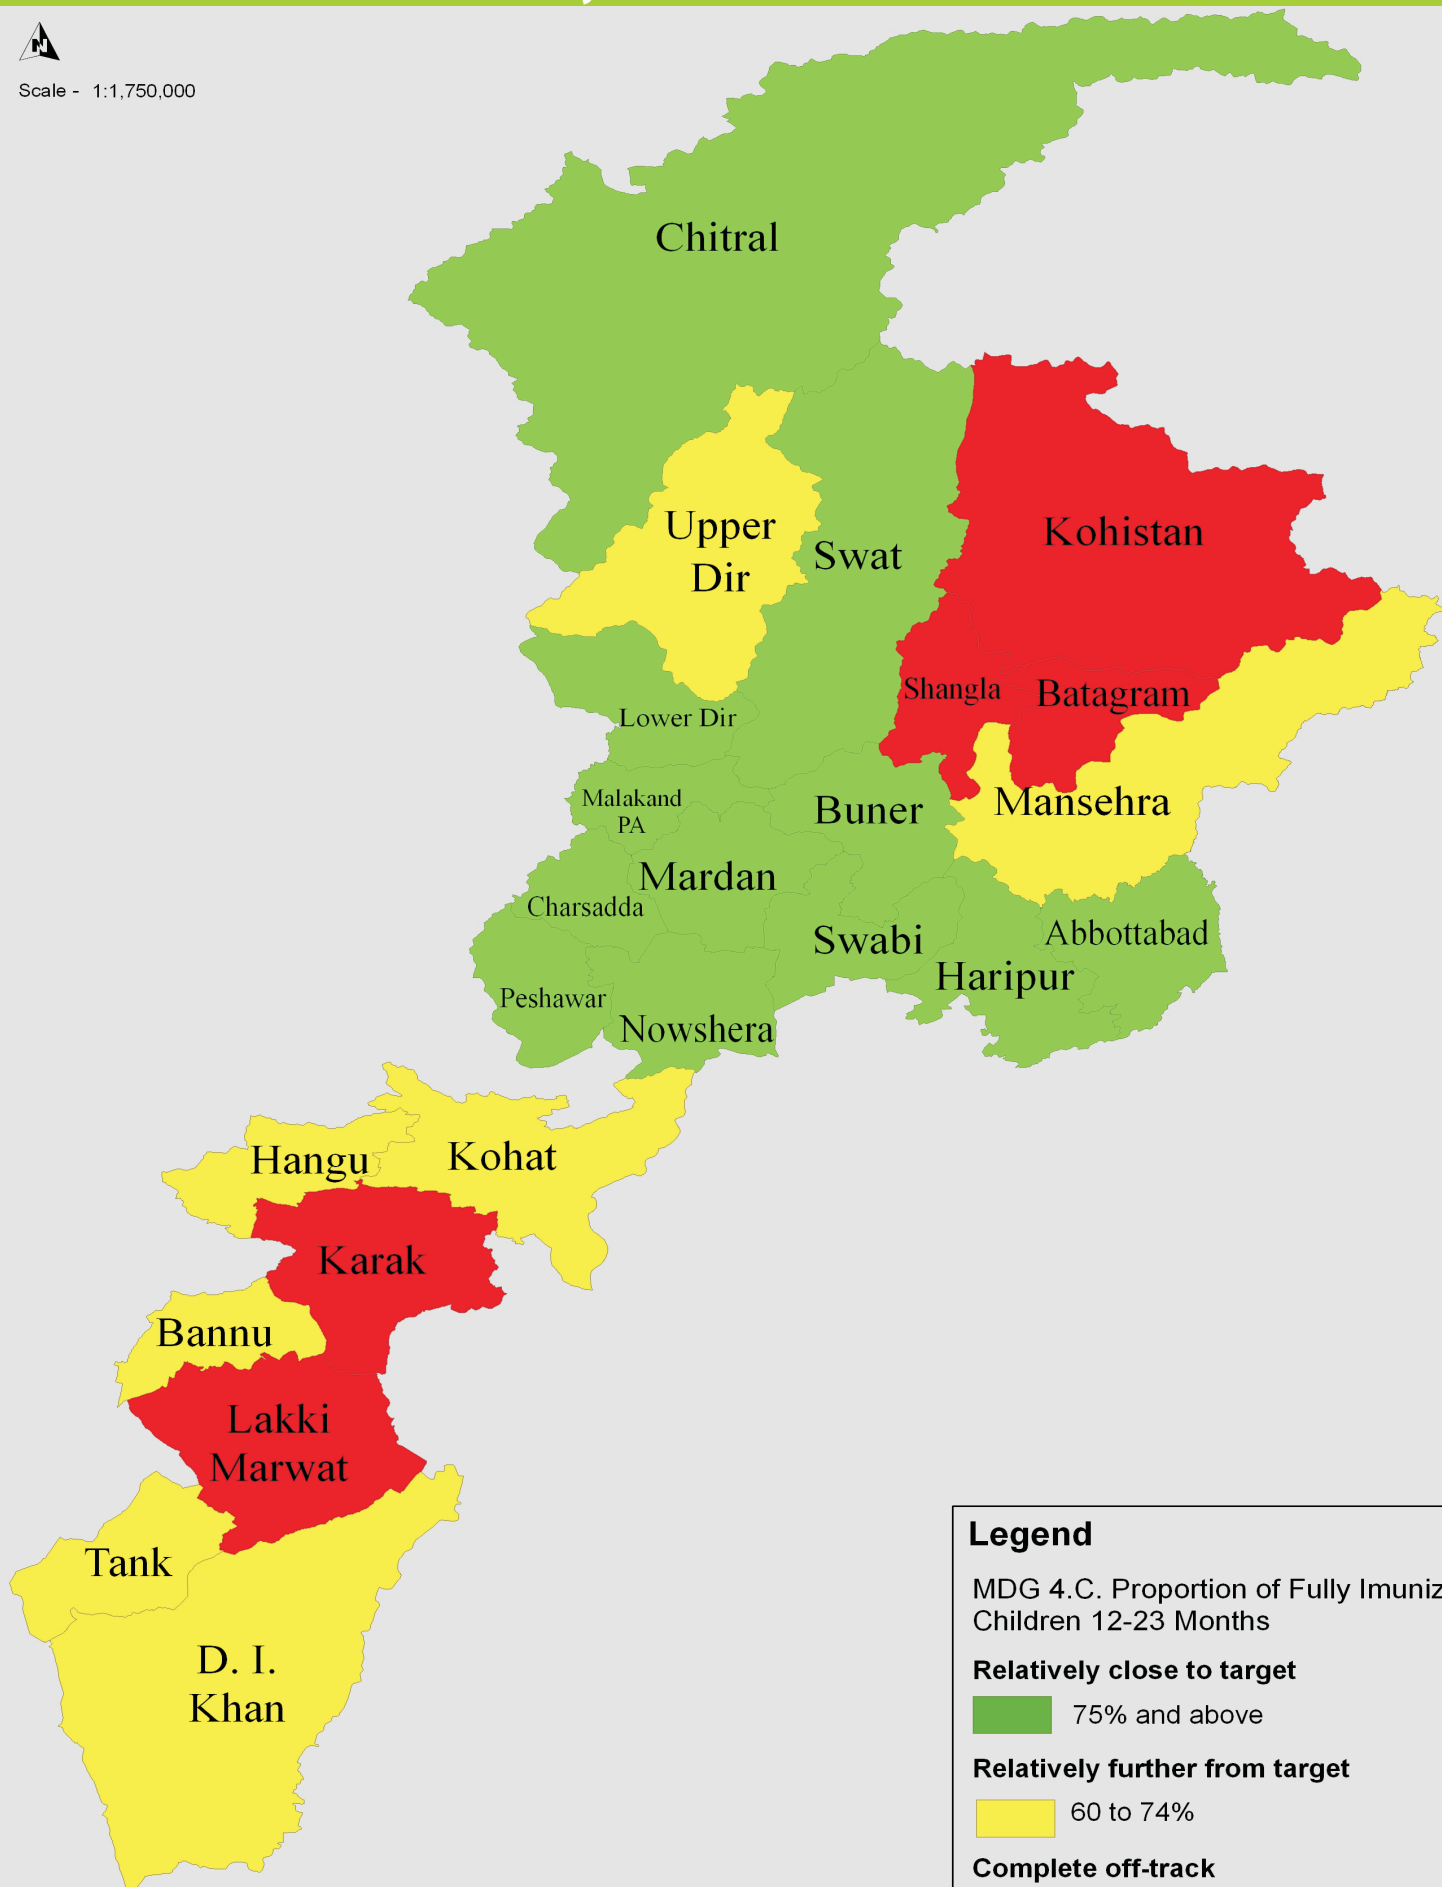 N
Scale - 1:1,750,000
Chitral
Upper
Dir
Swat
Kohistan
Shangla
Batagram
Lower Dir
Malakand
PA
Buner
Mansehra
Mardan
Charsadda
Swabi
Abbottabad
Haripur
Peshawar
Nowshera
Hangu
Kohat
Karak
Bannu
Lakki
Marwat
Tank
D. I.
Khan
Legend
MDG 4.C. Proportion of Fully Imuniz
Children 12-23 Months
Relatively close to target
75% and above
Relatively further from target
60 to 74%
Complete off-track